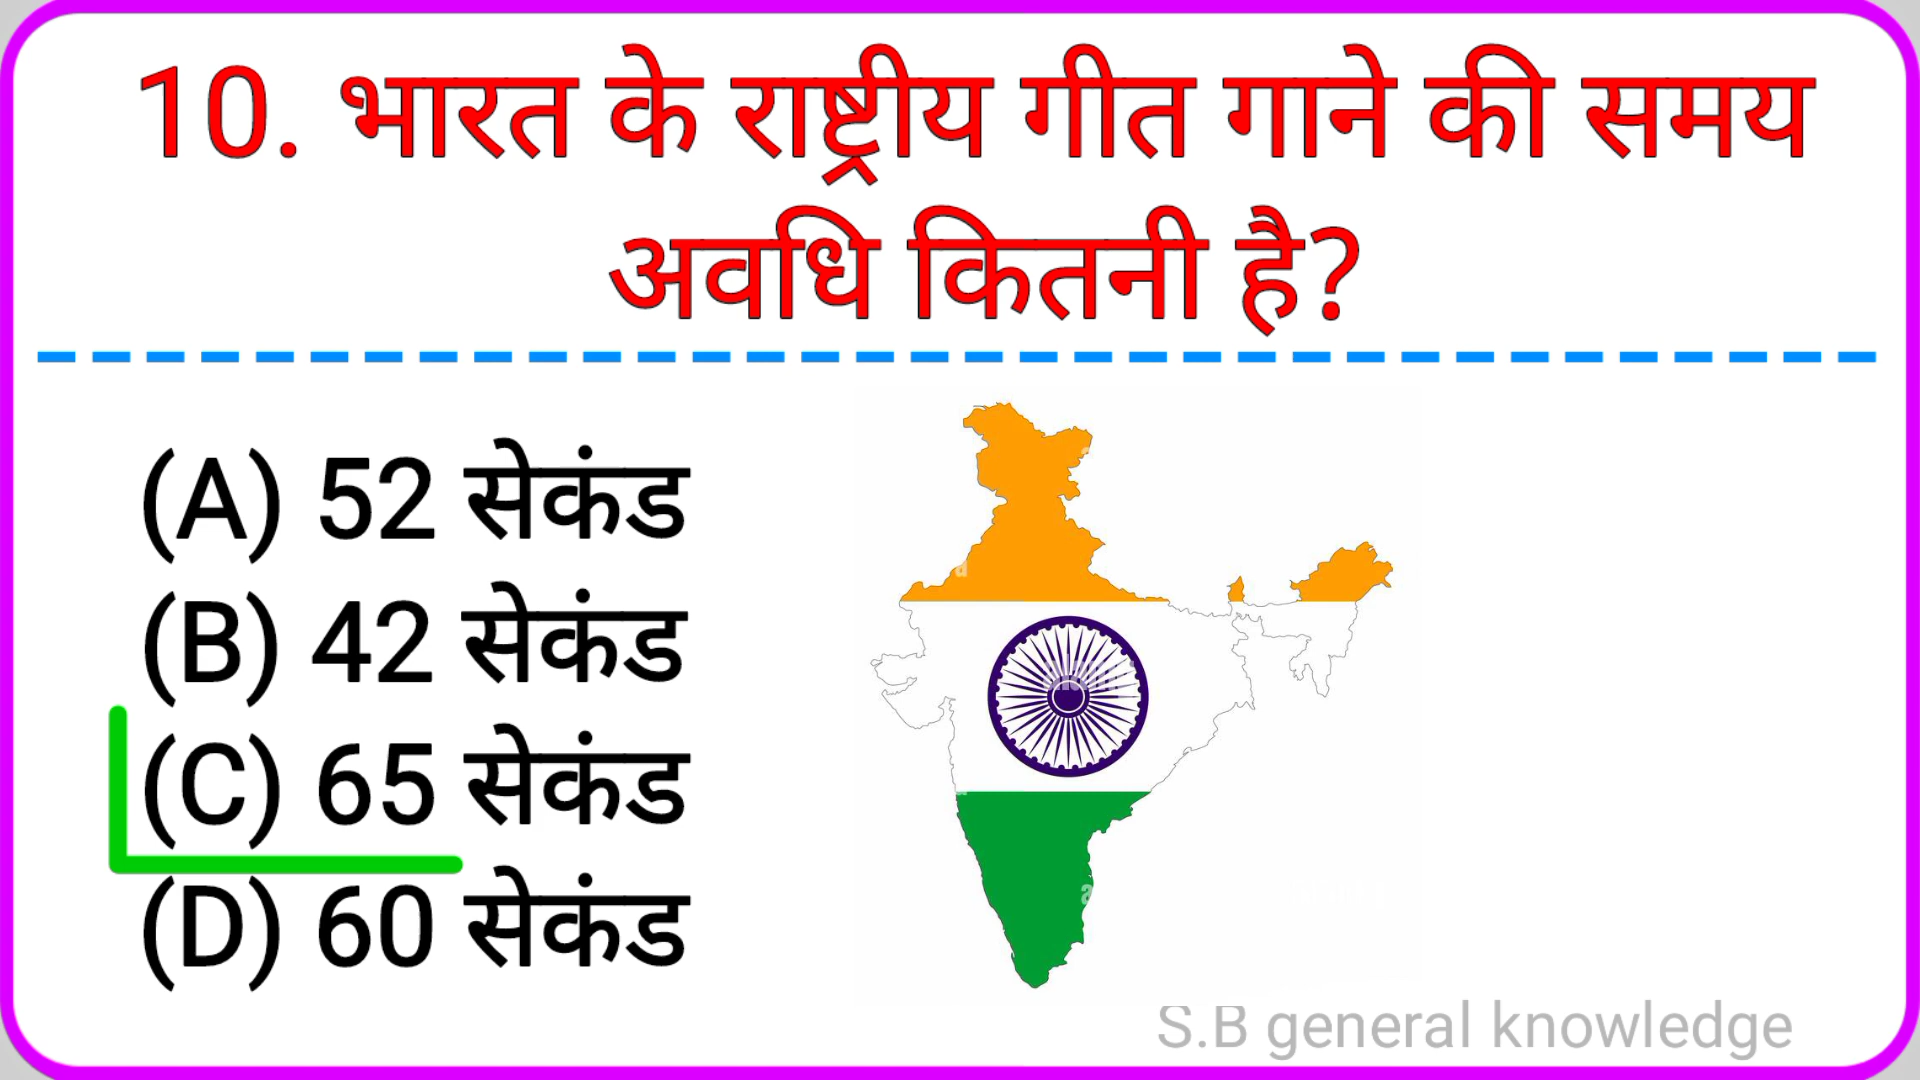 10. भारत के राष्ट्रीय गीत गाने की समय
अवधि कितनी है?
(A) 52 सेकंड
(B) 42 सेकंड
(C) 65 सेकंड
(D) 60 सेकंड
S.B general knowledge